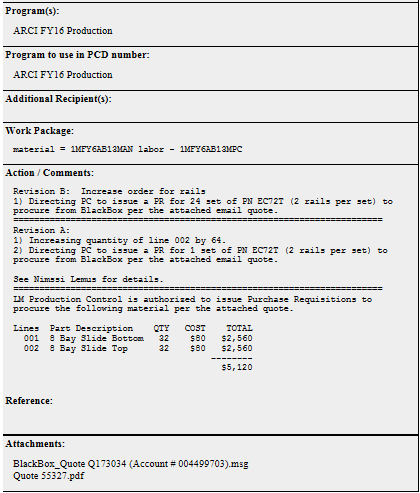 Program(s):
ARCI FY16 Production
Program to use in PCD number:
ARCI FY16 Production
Additional Recipient(s):
Work Package:
material = 1MFY6AB13MAN labor - 1MFY6AB13MPC
Action / Comments:
Revision B:  Increase order for rails
1) Directing PC to issue a PR for 24 set of PN EC72T (2 rails per set) to
procure from BlackBox per the attached email quote.
==========================================================================
Revision A:
1) Increasing quantity of line 002 by 64.
2) Directing PC to issue a PR for 1 set of PN EC72T (2 rails per set) to
procure from BlackBox per the attached email quote.
See Nimssi Lemus for details.
==========================================================================
LM Production Control is authorized to issue Purchase Requisitions to
procure the following material per the attached quote.
Lines  Part Description    QTY   COST    TOTAL
001  8 Bay Slide Bottom  32    $80   $2,560
002  8 Bay Slide Top     32    $80   $2,560
--------
$5,120
Reference:
Attachments:
BlackBox_Quote Q173034 (Account # 004499703).msg
Quote 55327.pdf